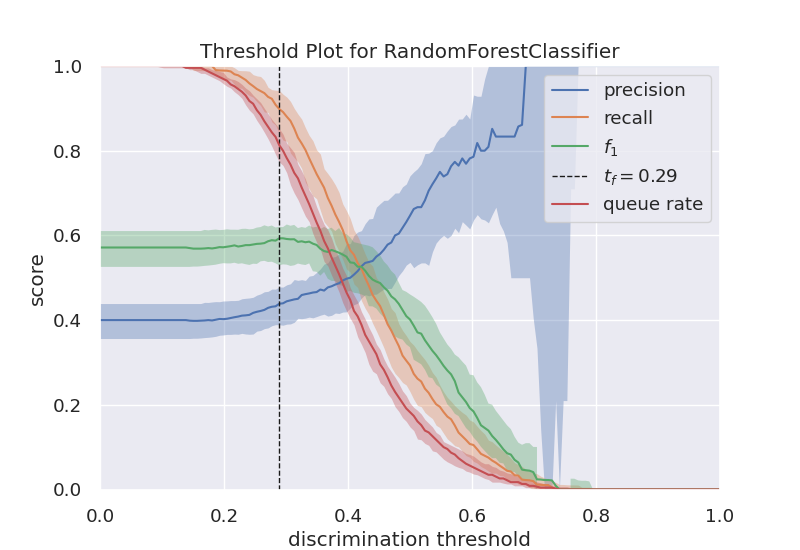 Threshold Plot for RandomForestClassifier
1.0
0.8
0.6
0.4
0.2
0.0
score
precision
recall
f₁
t_f = 0.29
queue rate
0.0 0.2 0.4 0.6 0.8 1.0
discrimination threshold